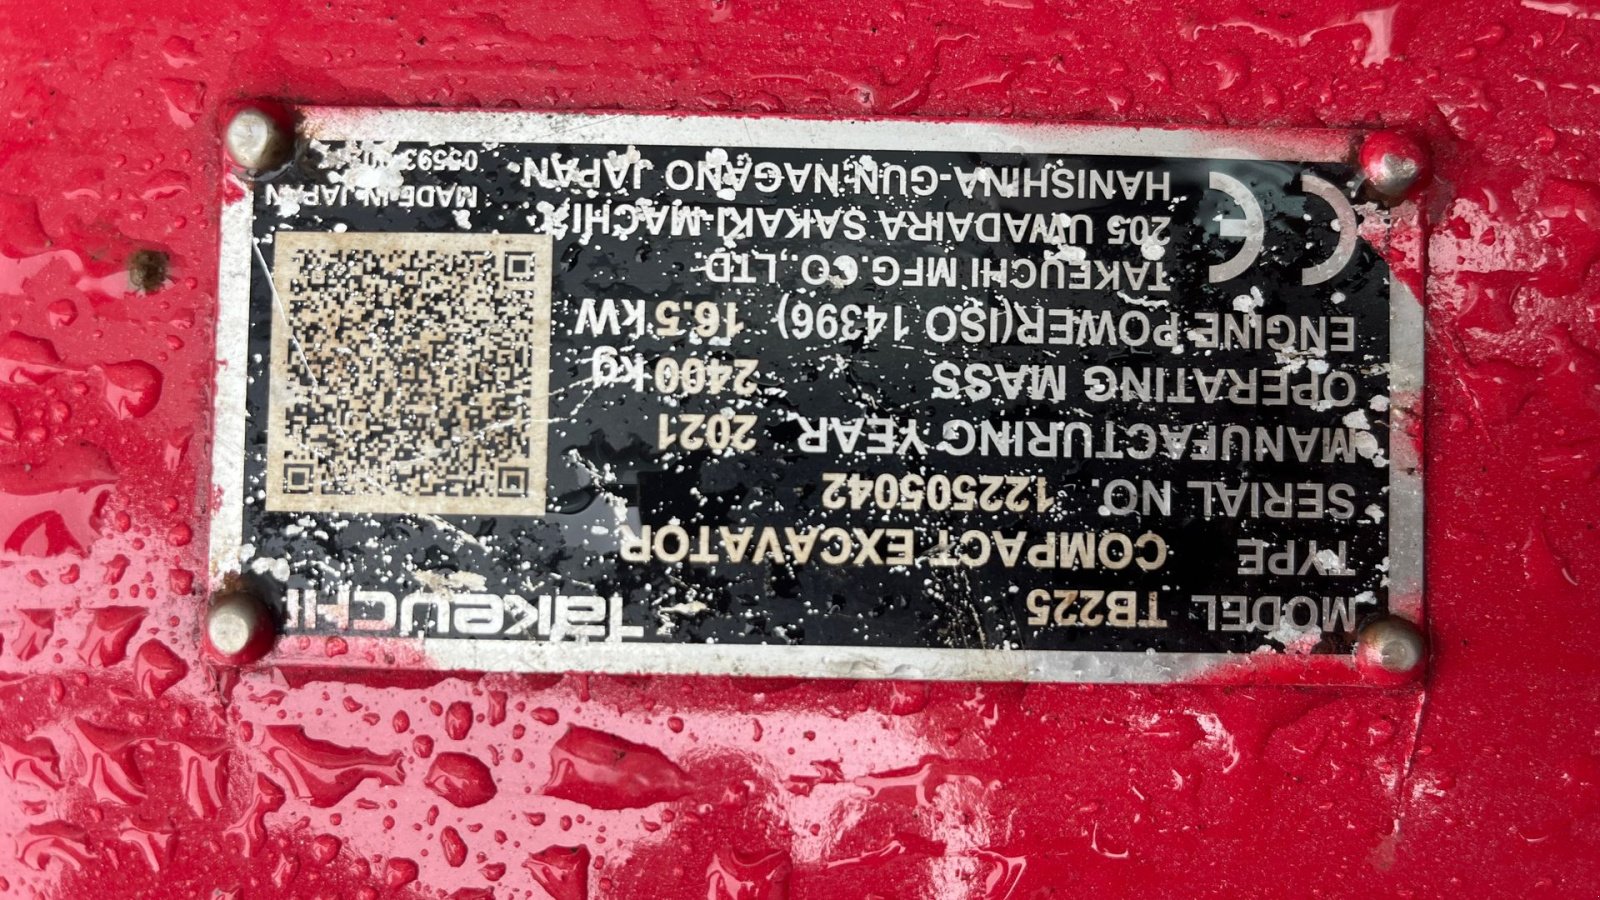 MODEL TB225 TAKEUCHI
TYPE COMPACT EXCAVATOR
SERIAL NO. 122505042
MANUFACTURING YEAR 2021
OPERATING MASS 2400 kg
ENGINE POWER(ISO 14396) 16.5 kW
CE TAKEUCHI MFG.CO.,LTD.
205 UWADAIRA SAKAKI-MACHI
HANISHINA-GUN NAGANO JAPAN
MADE IN JAPAN